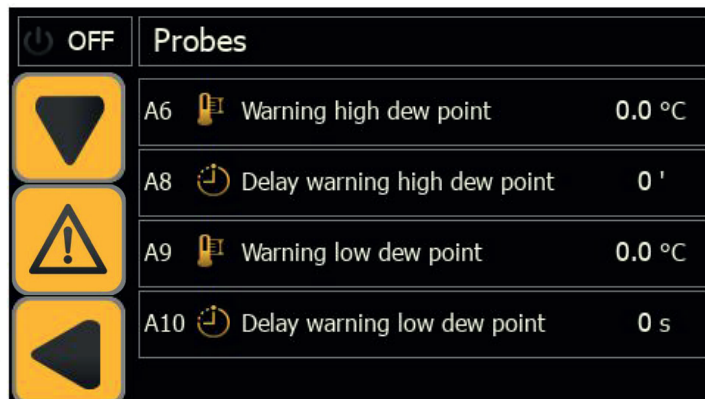 OFF Probes
A6 Warning high dew point 0.0 °C
A8 Delay warning high dew point 0 '
A9 Warning low dew point 0.0 °C
A10 Delay warning low dew point 0 s